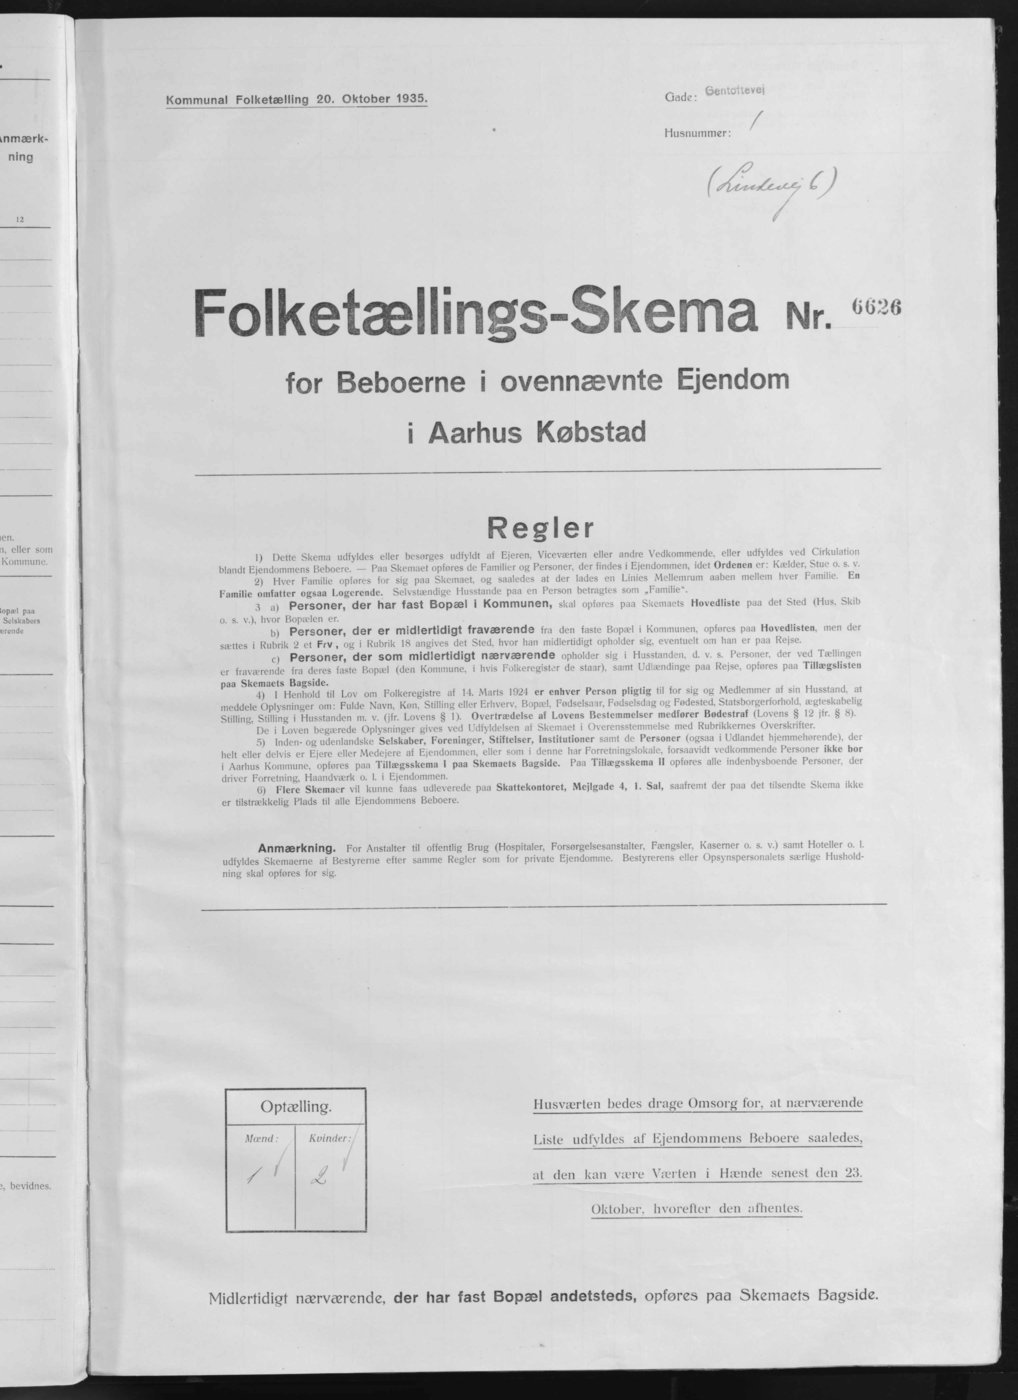 Kommunal Folketælling 20. Oktober 1935.
Gade: Gentoftevej
Husnummer: 1
(Lindevej 6)
Folketællings-Skema Nr. 6626
for Beboerne i ovennævnte Ejendom
i Aarhus Købstad
Regler
1) Dette Skema udfyldes eller besørges udfyldt af Ejeren, Viceværten eller andre Vedkommende, eller udfyldes ved Cirkulation
blandt Ejendommens Beboere. — Paa Skemaet opføres de Familier og Personer, der findes i Ejendommen, idet Ordenen er: Kælder, Stue o. s. v.
2) Hver Familie opføres for sig paa Skemaet, og saaledes at der lades en Linies Mellemrum aaben mellem hver Familie. En
Familie omfatter ogsaa Logerende. Selvstændige Husstande paa en Person betragtes som „Familie“.
3 a) Personer, der har fast Bopæl i Kommunen, skal opføres paa Skemaets Hovedliste paa det Sted (Hus, Skib
o. s. v.), hvor Bopælen er.
b) Personer, der er midlertidigt fraværende fra den faste Bopæl i Kommunen, opføres paa Hovedlisten, men der
sættes i Rubrik 2 et Frv, og i Rubrik 18 angives det Sted, hvor han midlertidigt opholder sig, eventuelt om han er paa Rejse.
c) Personer, der som midlertidigt nærværende opholder sig i Husstanden, d. v. s. Personer, der ved Tællingen
er fraværende fra deres faste Bopæl (den Kommune, i hvis Folkeregister de staar), samt Udlændinge paa Rejse, opføres paa Tillægslisten
paa Skemaets Bagside.
4) I Henhold til Lov om Folkeregistre af 14. Marts 1924 er enhver Person pligtig til for sig og Medlemmer af sin Husstand, at
meddele Oplysninger om: Fulde Navn, Køn, Stilling eller Erhverv, Bopæl, Fødselsaar, Fødselsdag og Fødested, Statsborgerforhold, ægteskabelig
Stilling, Stilling i Husstanden m. v. (jfr. Lovens § 1). Overtrædelse af Lovens Bestemmelser medfører Bødestraf (Lovens § 12 jfr. § 8).
De i Loven begærede Oplysninger gives ved Udfyldelsen af Skemaet i Overensstemmelse med Rubrikkernes Overskrifter.
5) Inden- og udenlandske Selskaber, Foreninger, Stiftelser, Institutioner samt de Personer (ogsaa i Udlandet hjemmehørende), der
helt eller delvis er Ejere eller Medejere af Ejendommen, eller som i denne har Forretningslokale, forsaavidt vedkommende Personer ikke bor
i Aarhus Kommune, opføres paa Tillægsskema I paa Skemaets Bagside. Paa Tillægsskema II opføres alle indenbysboende Personer, der
driver Forretning, Haandværk o. l. i Ejendommen.
6) Flere Skemaer vil kunne faas udleverede paa Skattekontoret, Mejlgade 4, 1. Sal, saafremt der paa det tilsendte Skema ikke
er tilstrækkelig Plads til alle Ejendommens Beboere.
Anmærkning. For Anstalter til offentlig Brug (Hospitaler, Forsørgelsesanstalter, Fængsler, Kaserner o. s. v.) samt Hoteller o. l.
udfyldes Skemaerne af Bestyrerne efter samme Regler som for private Ejendomme. Bestyrerens eller Opsynspersonalets særlige Hushold-
ning skal opføres for sig.
Optælling.
Mænd: Kvinder:
1 2
Husværten bedes drage Omsorg for, at nærværende
Liste udfyldes af Ejendommens Beboere saaledes,
at den kan være Værten i Hænde senest den 23.
Oktober, hvorefter den afhentes.
Midlertidigt nærværende, der har fast Bopæl andetsteds, opføres paa Skemaets Bagside.
Anmærk-
ning
12
n, eller som
Kommune.
Bopæl paa
Selskabers
, bevidnes.